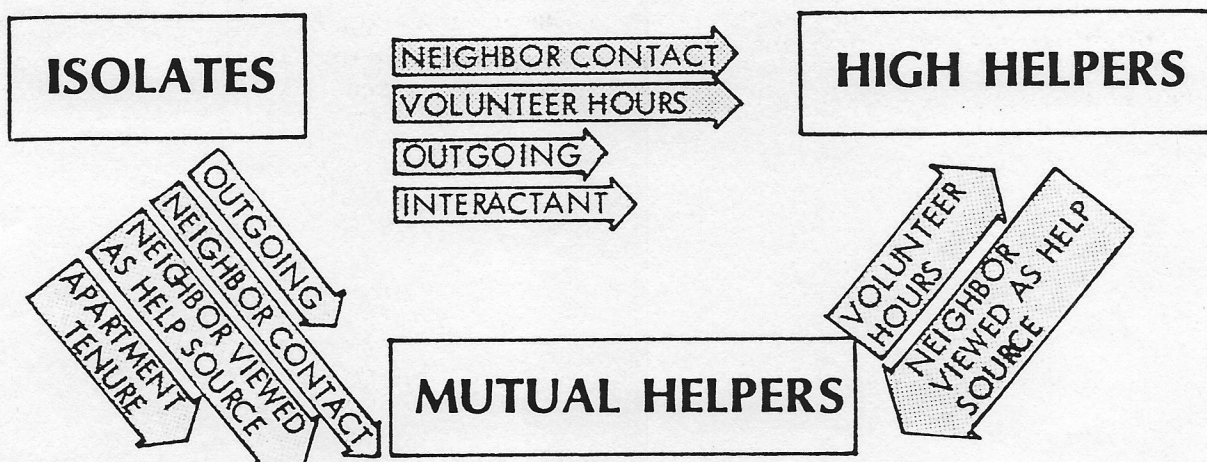 ISOLATES
NEIGHBOR CONTACT
VOLUNTEER HOURS
OUTGOING
INTERACTANT
HIGH HELPERS
OUTGOING
NEIGHBOR CONTACT
NEIGHBOR VIEWED
AS HELP SOURCE
APARTMENT
TENURE
MUTUAL HELPERS
VOLUNTEER
HOURS
NEIGHBOR
VIEWED AS HELP
SOURCE